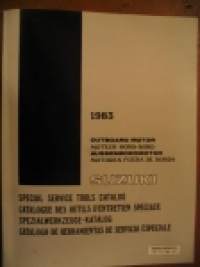 1983
OUTBOARD MOTOR
MOTEUR HORS-BORD
AUSSENBORDMOTOR
MOTORES FUERA DE BORDA
SUZUKI
SPECIAL SERVICE TOOLS CATALOG
CATALOGUE DES OUTILS D'ENTRETIEN SPECIAUX
SPEZIALWERKZEUGE-KATALOG
CATALOGO DE HERRAMIENTAS DE SERVICIO ESPECIALE